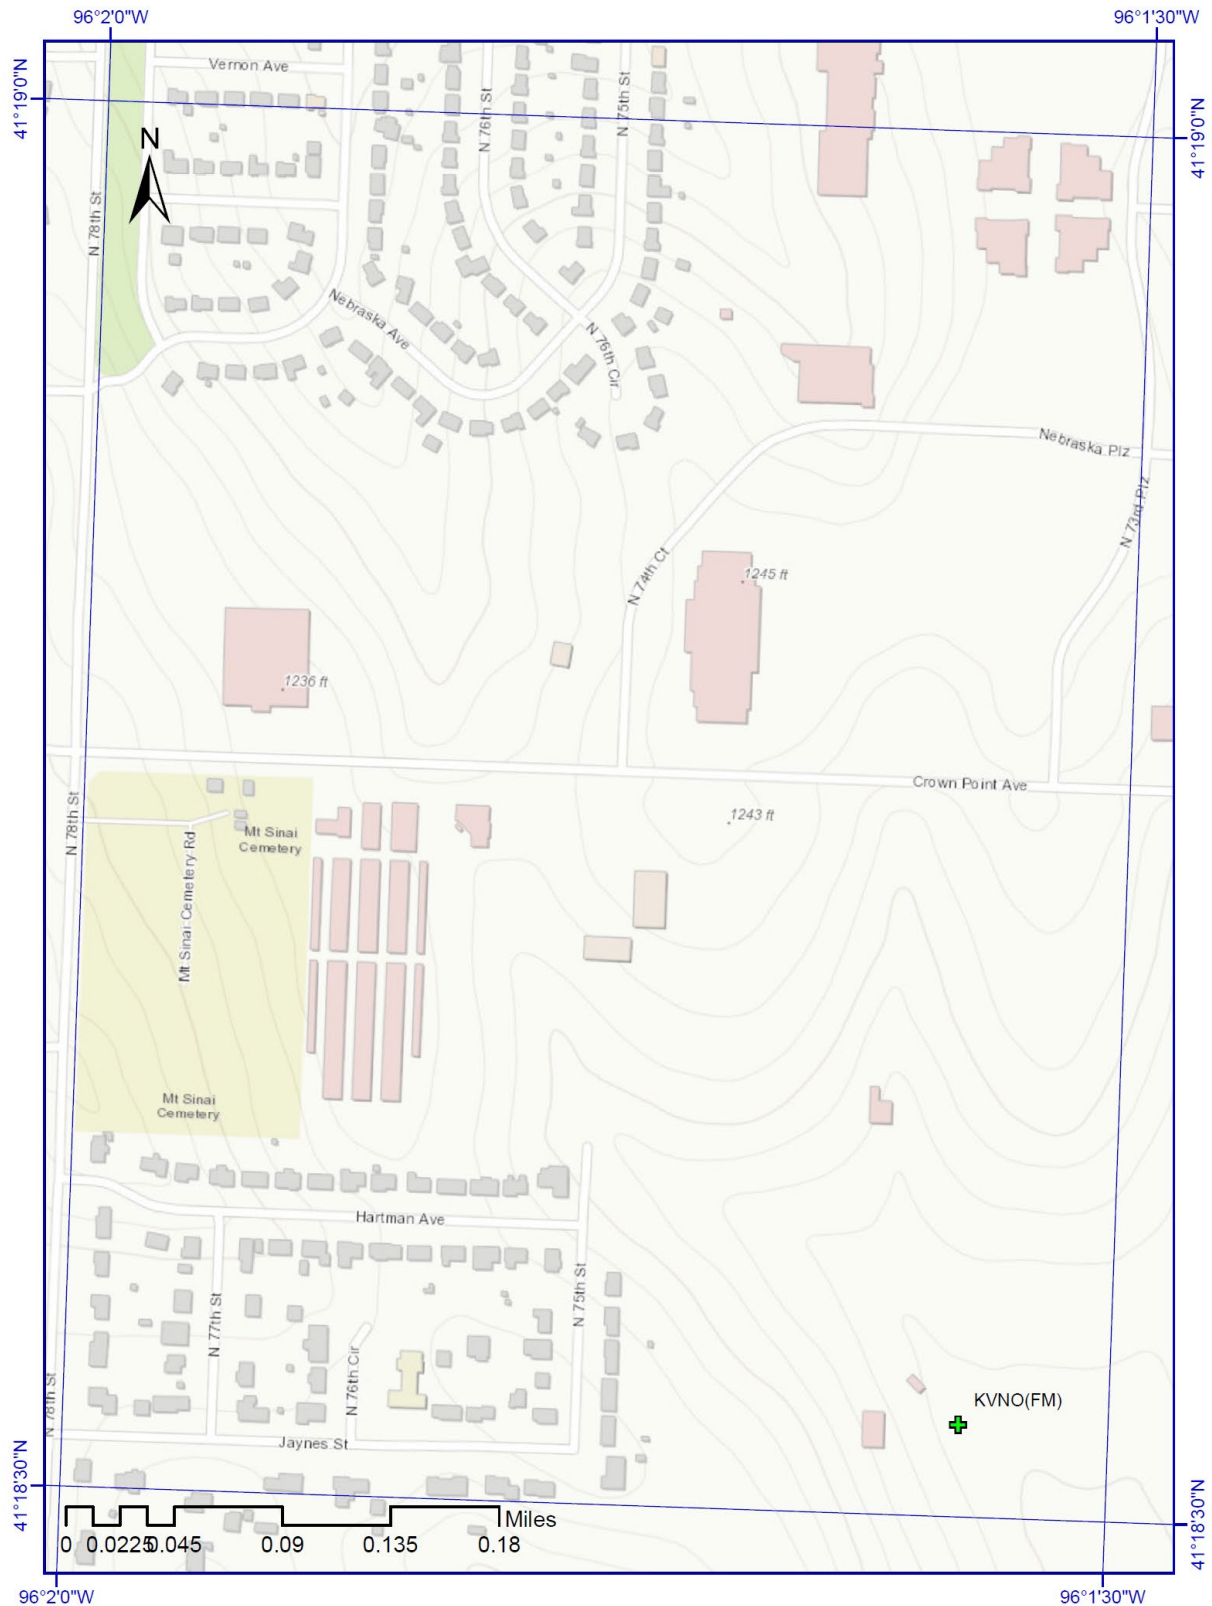 96°2'0"W
96°1'30"W
41°19'0"N
41°19'0"N
Vernon Ave
N 76th St
N 75th St
N
N 78th St
Nebraska Ave
N 76th Cir
Nebraska Plz
N 73rd Plz
N 74th Ct
1245 ft
1236 ft
Crown Point Ave
N 78th St
1243 ft
Mt Sinai
Cemetery
Mt Sinai Cemetery Rd
Mt Sinai
Cemetery
Hartman Ave
N 75th St
N 77th St
N 76th Cir
N 78th St
KVNO(FM)
Jaynes St
41°18'30"N
41°18'30"N
Miles
0 0.0225 0.045 0.09 0.135 0.18
96°2'0"W
96°1'30"W